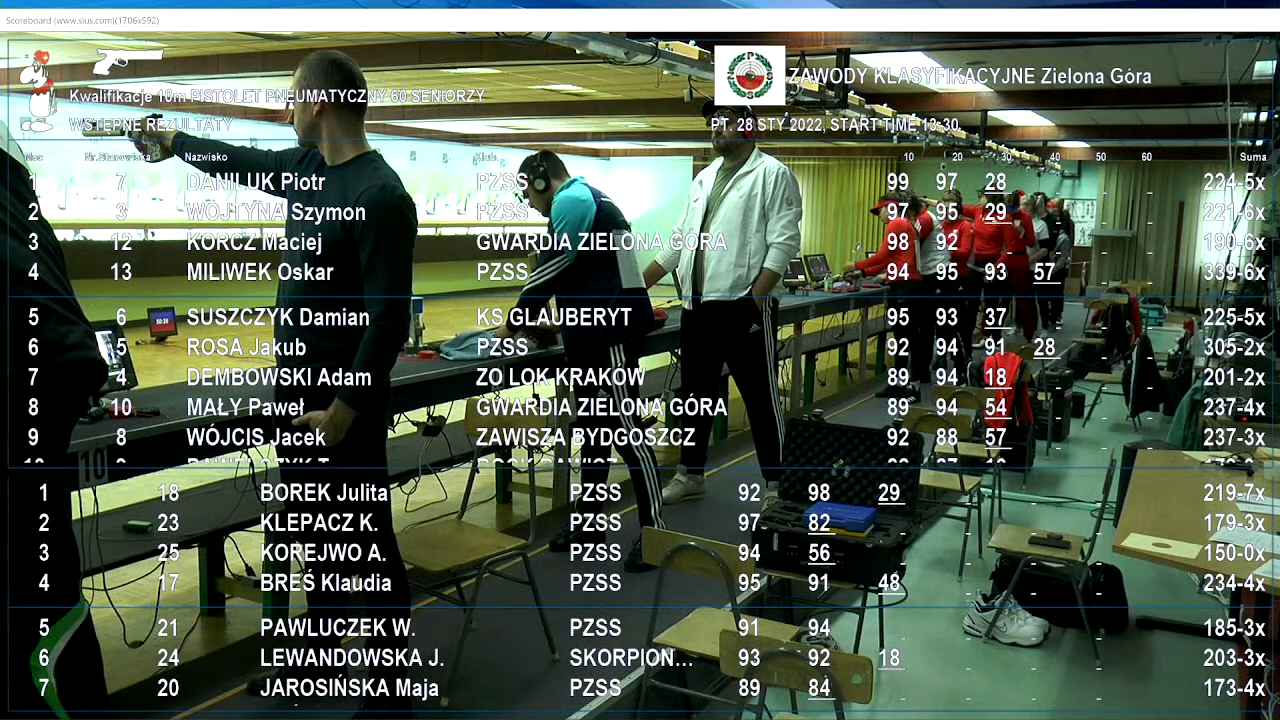 Scoreboard (www.sius.com)(1706x592)
ZAWODY KLASYFIKACYJNE Zielona Góra
Kwalifikacje 10m PISTOLET PNEUMATYCZNY 60 SENIORZY
WSTĘPNE REZULTATY
PT. 28 STY 2022, START TIME 13:30
Nr.Stanowiska Nazwisko Klub 10 20 30 40 50 60 Suma
1 7 DANILUK Piotr PZSS 99 97 28 - - - 224-5x
2 3 WOJTYNA Szymon PZSS 97 95 29 - - - 221-6x
3 12 KORCZ Maciej GWARDIA ZIELONA GÓRA 98 92 - - - - 190-6x
4 13 MILIWEK Oskar PZSS 94 95 93 57 - - 339-6x
5 6 SUSZCZYK Damian KS GLAUBERYT 95 93 37 - - - 225-5x
6 5 ROSA Jakub PZSS 92 94 91 28 - - 305-2x
7 4 DEMBOWSKI Adam ZO LOK KRAKÓW 89 94 18 - - - 201-2x
8 10 MAŁY Paweł GWARDIA ZIELONA GÓRA 89 94 54 - - - 237-4x
9 8 WÓJCIS Jacek ZAWISZA BYDGOSZCZ 92 88 57 - - - 237-3x
10
1 18 BOREK Julita PZSS 92 98 29 - - - 219-7x
2 23 KLEPACZ K. PZSS 97 82 - - - - 179-3x
3 25 KOREJWO A. PZSS 94 56 - - - - 150-0x
4 17 BREŚ Klaudia PZSS 95 91 48 - - - 234-4x
5 21 PAWLUCZEK W. PZSS 91 94 - - - - 185-3x
6 24 LEWANDOWSKA J. SKORPION... 93 92 18 - - - 203-3x
7 20 JAROSIŃSKA Maja PZSS 89 84 - - - - 173-4x